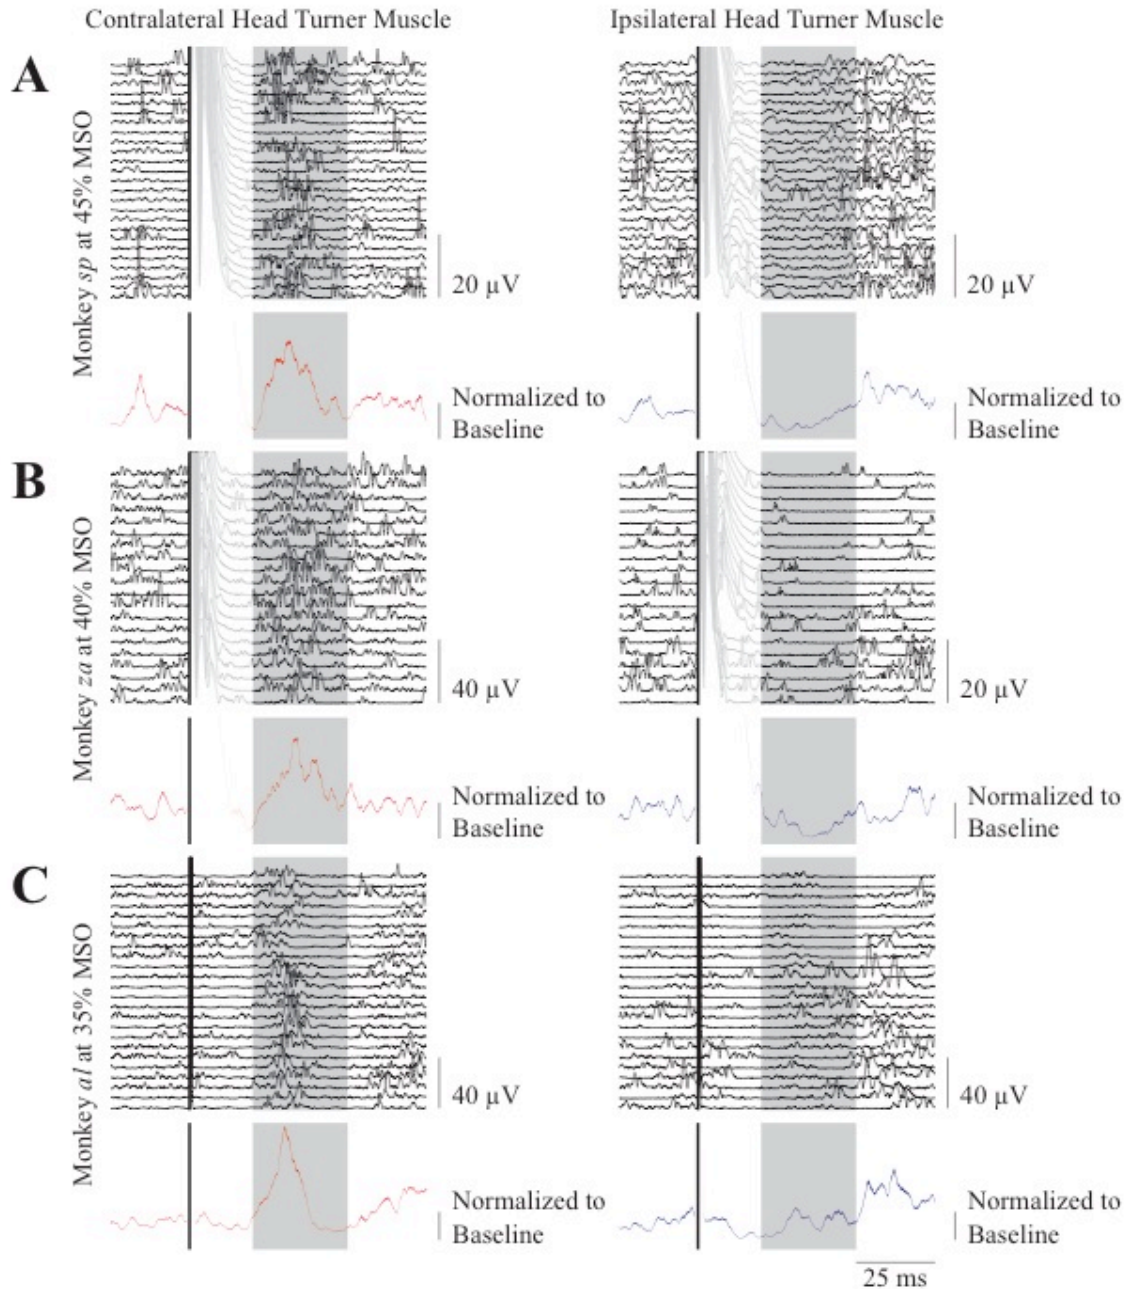 Contralateral Head Turner Muscle
Ipsilateral Head Turner Muscle
A
Monkey sp at 45% MSO
20 µV
20 µV
Normalized to
Baseline
Normalized to
Baseline
B
Monkey za at 40% MSO
40 µV
20 µV
Normalized to
Baseline
Normalized to
Baseline
C
Monkey al at 35% MSO
40 µV
40 µV
Normalized to
Baseline
Normalized to
Baseline
25 ms